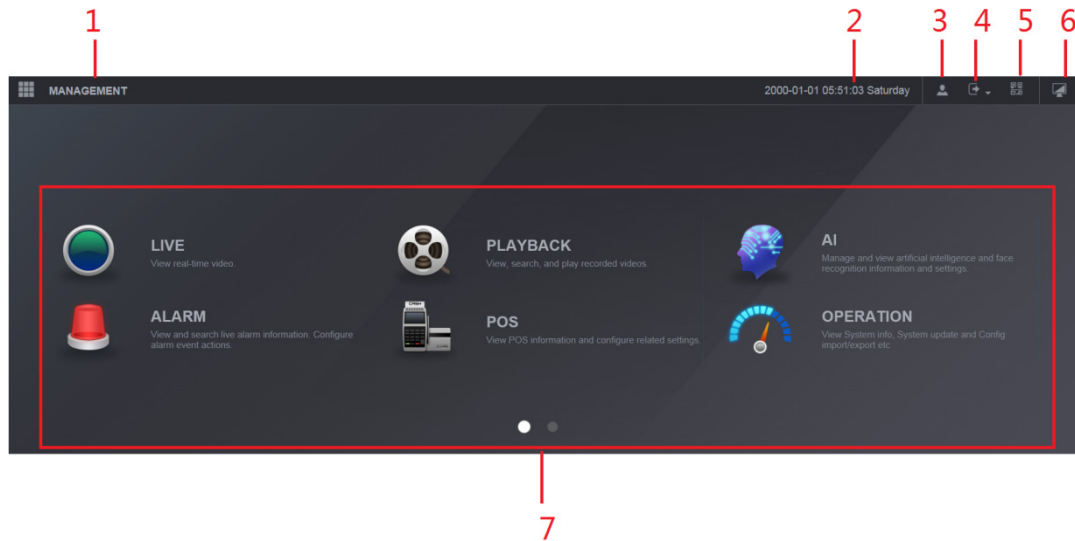 1 2 3 4 5 6
MANAGEMENT 2000-01-01 05:51:03 Saturday
LIVE
View real-time video.
PLAYBACK
View, search, and play recorded videos.
AI
Manage and view artificial intelligence and face
recognition information and settings.
ALARM
View and search live alarm information. Configure
alarm event actions.
POS
View POS information and configure related settings.
OPERATION
View System info, System update and Config
import/export etc
7